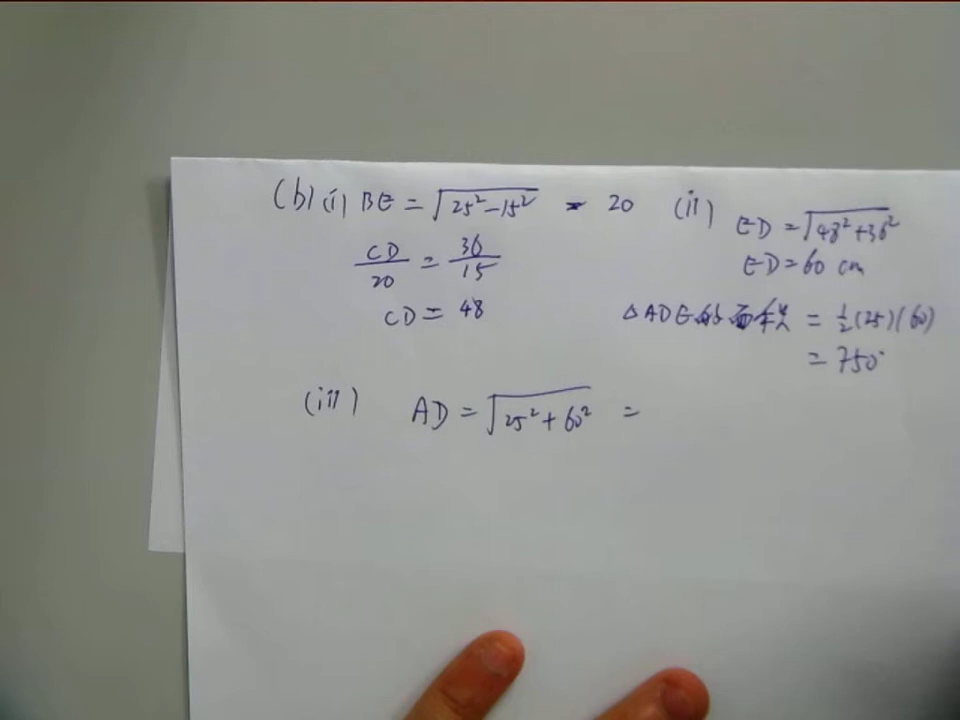 (b) (i) BE = √(25² − 15²) = 20
CD/20 = 36/15
CD = 48
(ii) ED = √(48² + 36²)
ED = 60 cm
△ADE的面积 = ½(25)(60)
= 750
(iii) AD = √(25² + 60²) =